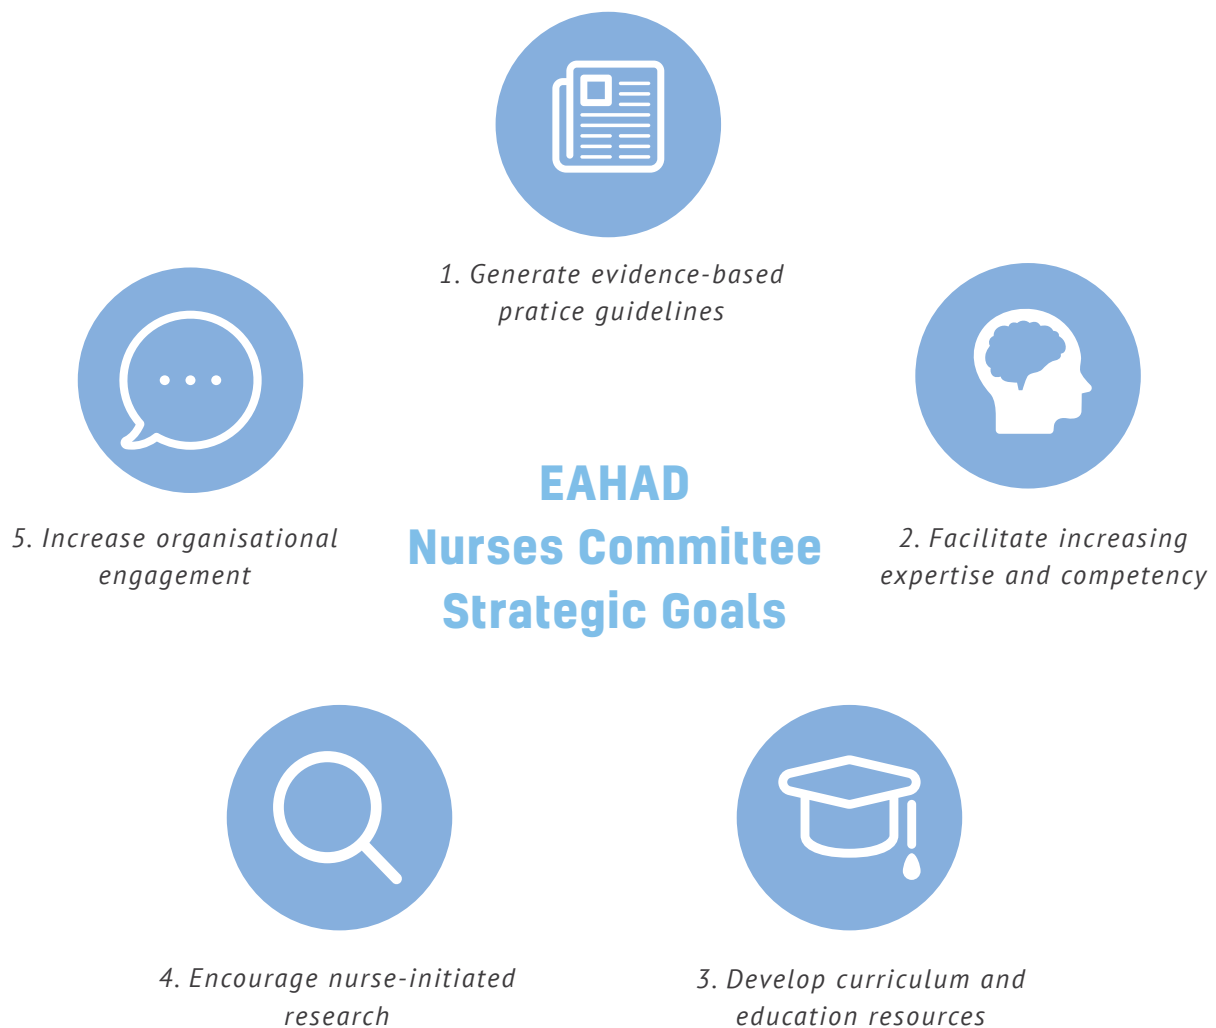 1. Generate evidence-based
pratice guidelines
5. Increase organisational
engagement
EAHAD
Nurses Committee
Strategic Goals
2. Facilitate increasing
expertise and competency
4. Encourage nurse-initiated
research
3. Develop curriculum and
education resources